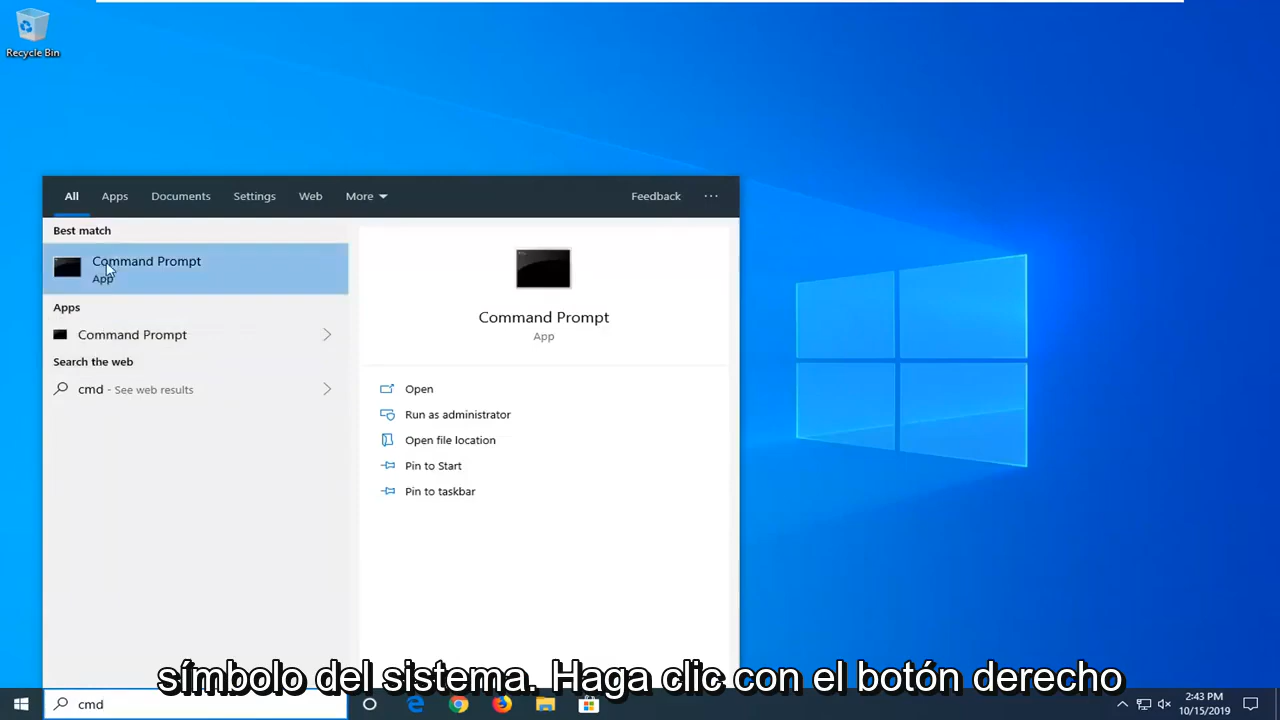 Recycle Bin
All Apps Documents Settings Web More Feedback ...
Best match
Command Prompt
App
Apps
Command Prompt
Search the web
cmd - See web results
Command Prompt
App
Open
Run as administrator
Open file location
Pin to Start
Pin to taskbar
símbolo del sistema. Haga clic con el botón derecho
cmd
2:43 PM
10/15/2019